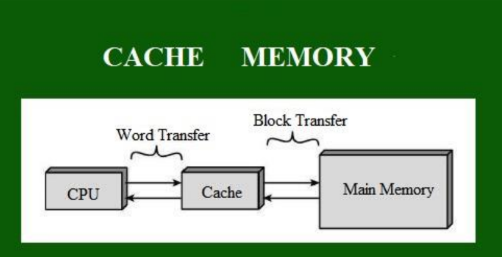 CACHE MEMORY
Block Transfer
Word Transfer
CPU
Cache
Main Memory